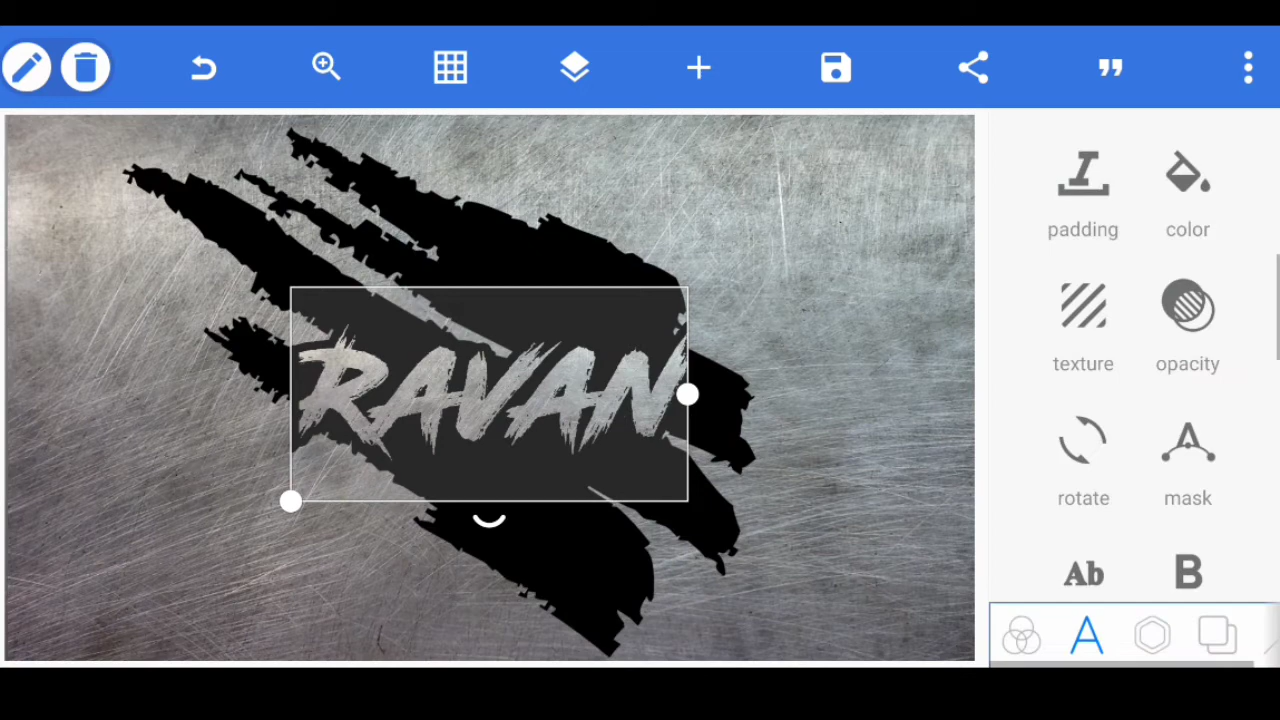 padding
color
RAVAN
texture
opacity
rotate
mask
Ab
B
A